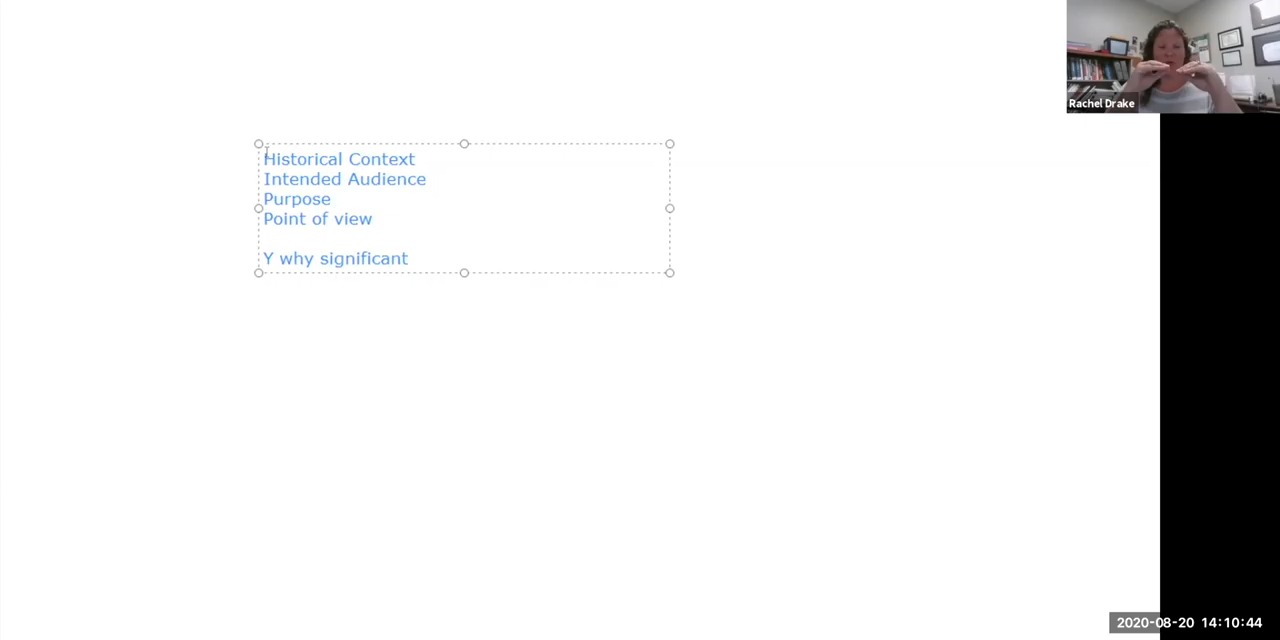 Rachel Drake
Historical Context
Intended Audience
Purpose
Point of view
Y why significant
2020-08-20 14:10:44